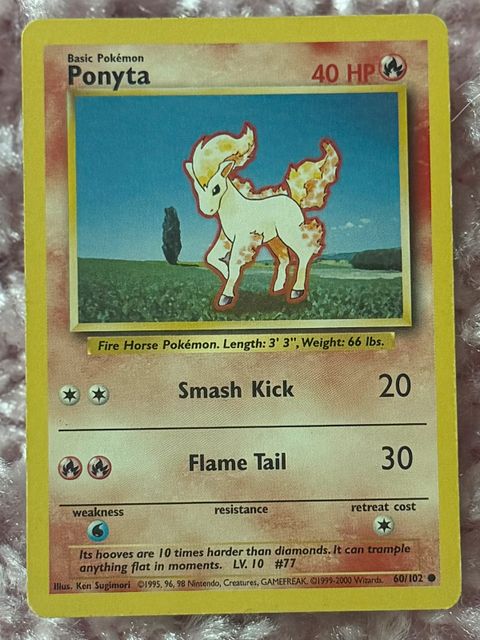 Basic Pokémon
Ponyta
40 HP
Fire Horse Pokémon. Length: 3' 3", Weight: 66 lbs.
Smash Kick 20
Flame Tail 30
weakness resistance retreat cost
Its hooves are 10 times harder than diamonds. It can trample
anything flat in moments. LV. 10 #77
Illus. Ken Sugimori ©1995, 96, 98 Nintendo, Creatures, GAMEFREAK. ©1999-2000 Wizards. 60/102